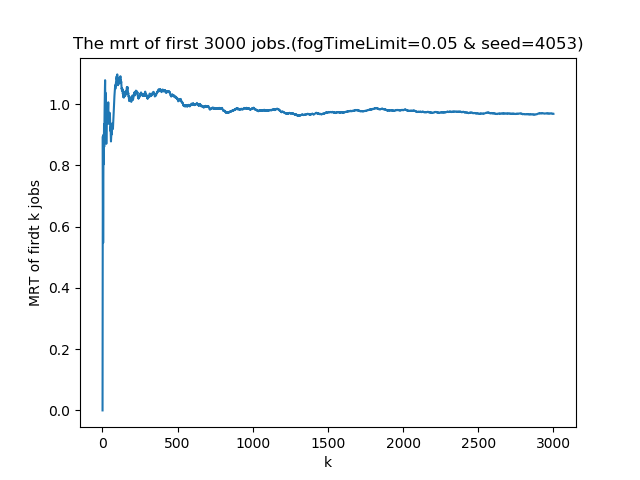 The mrt of first 3000 jobs.(fogTimeLimit=0.05 & seed=4053)
1.0
0.8
0.6
0.4
0.2
0.0
MRT of firdt k jobs
0 500 1000 1500 2000 2500 3000
k